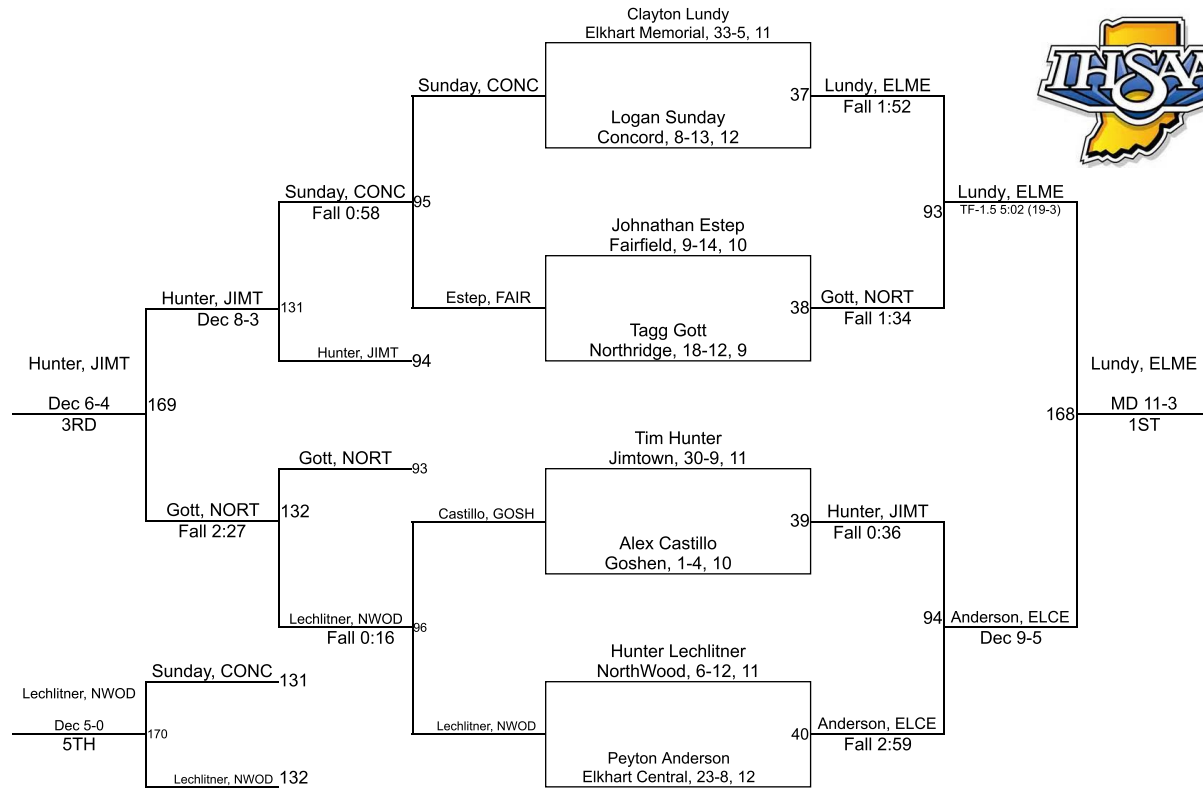 Clayton Lundy
Elkhart Memorial, 33-5, 11
IHSAA
Sunday, CONC
37
Lundy, ELME
Fall 1:52
Logan Sunday
Concord, 8-13, 12
Sunday, CONC
Fall 0:58
95
93
Lundy, ELME
TF-1.5 5:02 (19-3)
Johnathan Estep
Fairfield, 9-14, 10
Hunter, JIMT
Dec 8-3
131
Estep, FAIR
38
Gott, NORT
Fall 1:34
Tagg Gott
Northridge, 18-12, 9
Hunter, JIMT
94
Hunter, JIMT
Dec 6-4
3RD
169
168
Lundy, ELME
MD 11-3
1ST
Tim Hunter
Jimtown, 30-9, 11
Gott, NORT
93
Gott, NORT
Fall 2:27
132
Castillo, GOSH
39
Hunter, JIMT
Fall 0:36
Alex Castillo
Goshen, 1-4, 10
Lechlitner, NWOD
Fall 0:16
96
94
Anderson, ELCE
Dec 9-5
Hunter Lechlitner
NorthWood, 6-12, 11
Sunday, CONC
131
Lechlitner, NWOD
Dec 5-0
5TH
170
Lechlitner, NWOD
40
Anderson, ELCE
Fall 2:59
Peyton Anderson
Elkhart Central, 23-8, 12
Lechlitner, NWOD
132